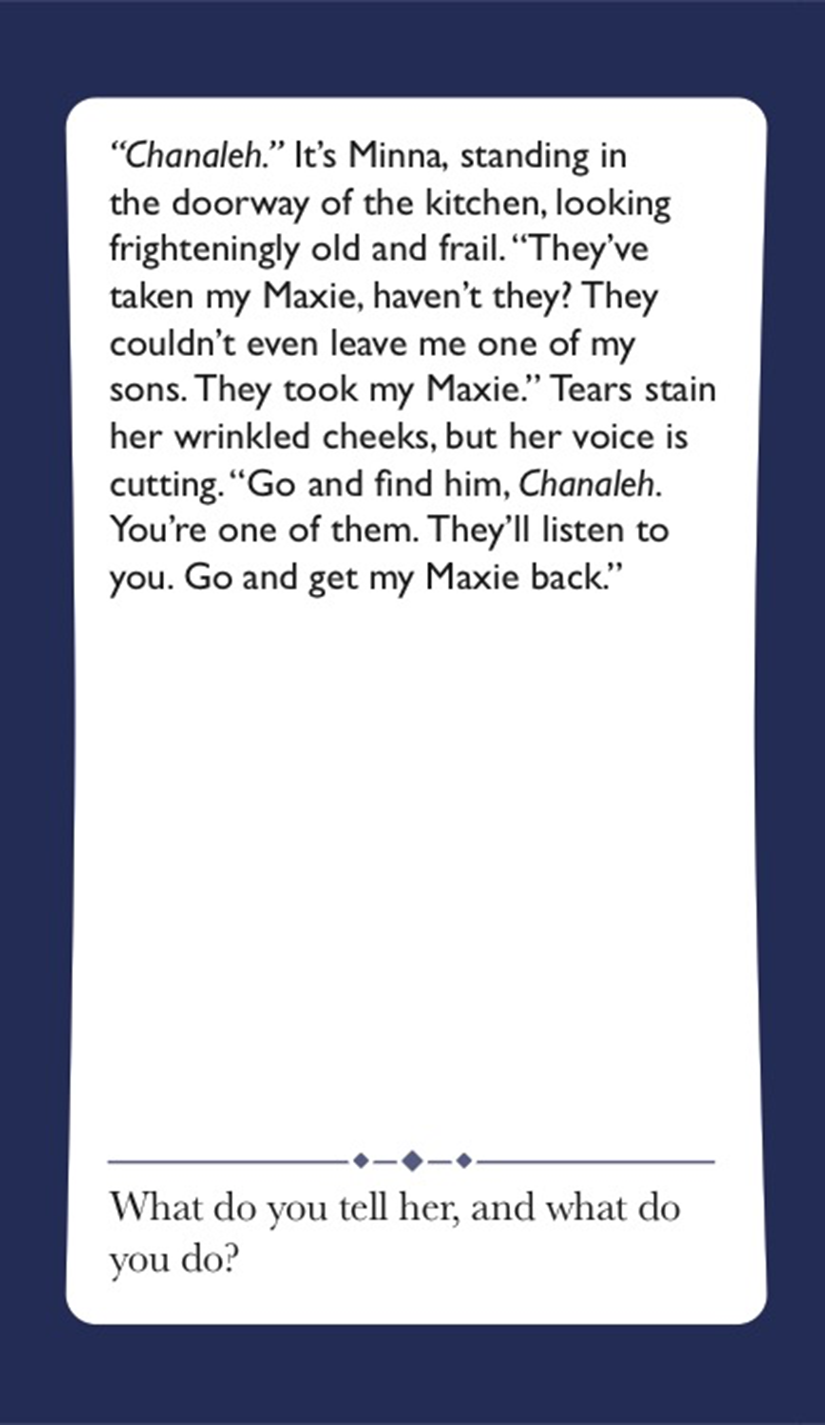 “Chanaleh.” It’s Minna, standing in
the doorway of the kitchen, looking
frighteningly old and frail. “They’ve
taken my Maxie, haven’t they? They
couldn’t even leave me one of my
sons. They took my Maxie.” Tears stain
her wrinkled cheeks, but her voice is
cutting. “Go and find him, Chanaleh.
You’re one of them. They’ll listen to
you. Go and get my Maxie back.”
What do you tell her, and what do
you do?